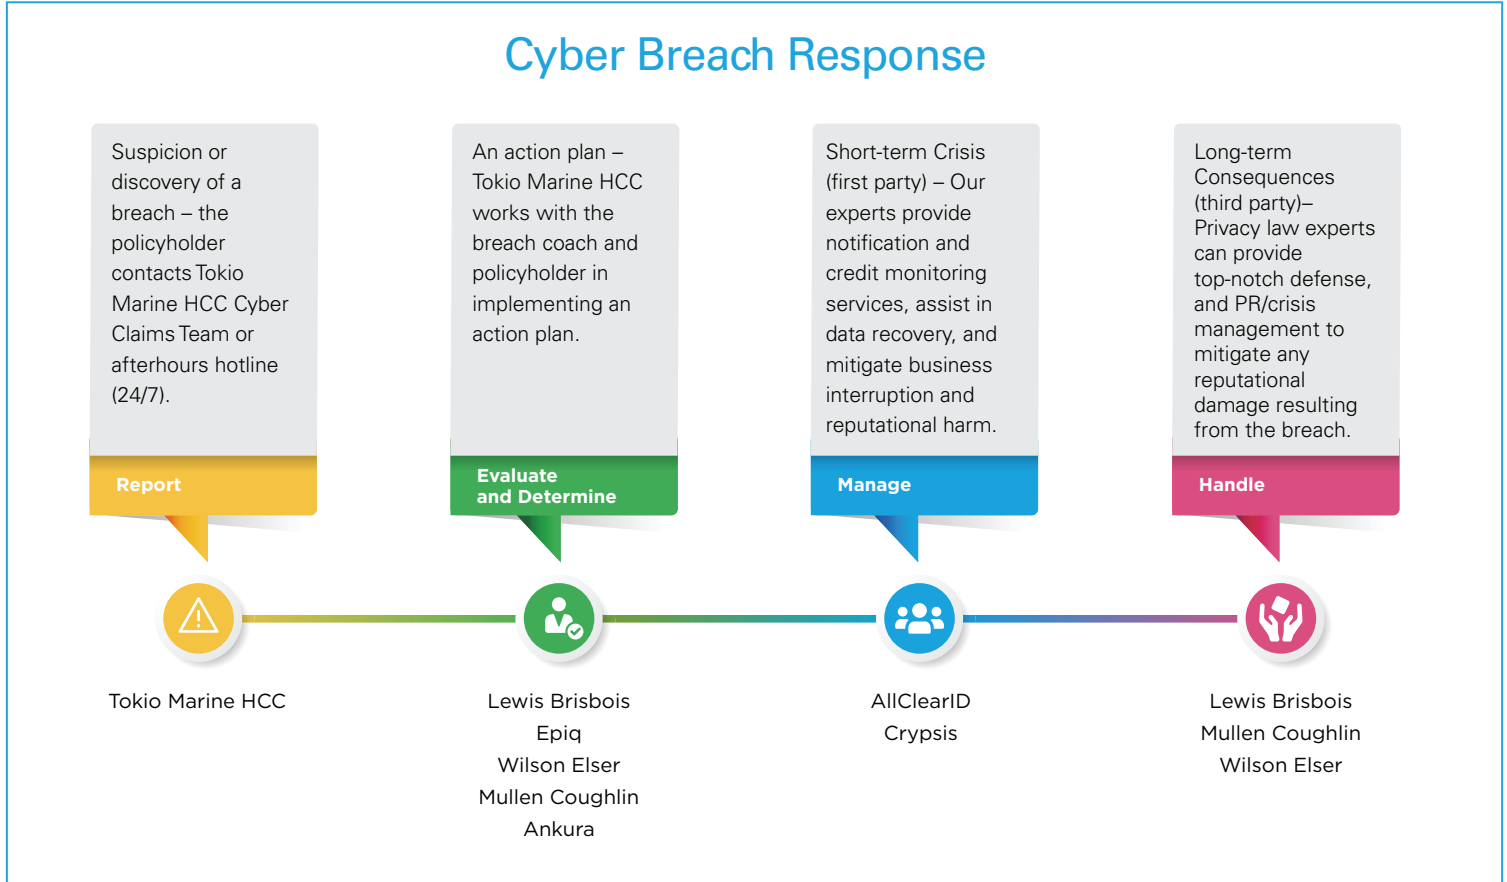 Cyber Breach Response
Suspicion or
discovery of a
breach – the
policyholder
contacts Tokio
Marine HCC Cyber
Claims Team or
afterhours hotline
(24/7).
Report
Tokio Marine HCC
An action plan –
Tokio Marine HCC
works with the
breach coach and
policyholder in
implementing an
action plan.
Evaluate
and Determine
Lewis Brisbois
Epiq
Wilson Elser
Mullen Coughlin
Ankura
Short-term Crisis
(first party) – Our
experts provide
notification and
credit monitoring
services, assist in
data recovery, and
mitigate business
interruption and
reputational harm.
Manage
AllClearID
Crypsis
Long-term
Consequences
(third party)–
Privacy law experts
can provide
top-notch defense,
and PR/crisis
management to
mitigate any
reputational
damage resulting
from the breach.
Handle
Lewis Brisbois
Mullen Coughlin
Wilson Elser